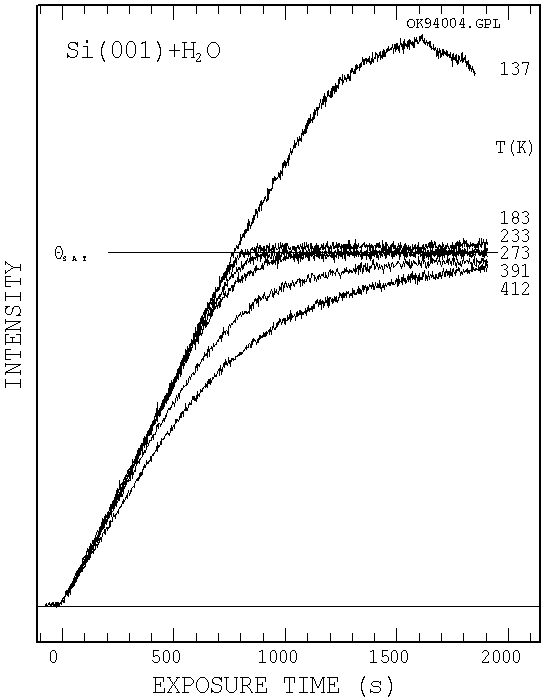 OK94004.GPL
Si(001)+H₂O
137
T(K)
183
233
θSAT
273
391
412
INTENSITY
0 500 1000 1500 2000
EXPOSURE TIME (s)